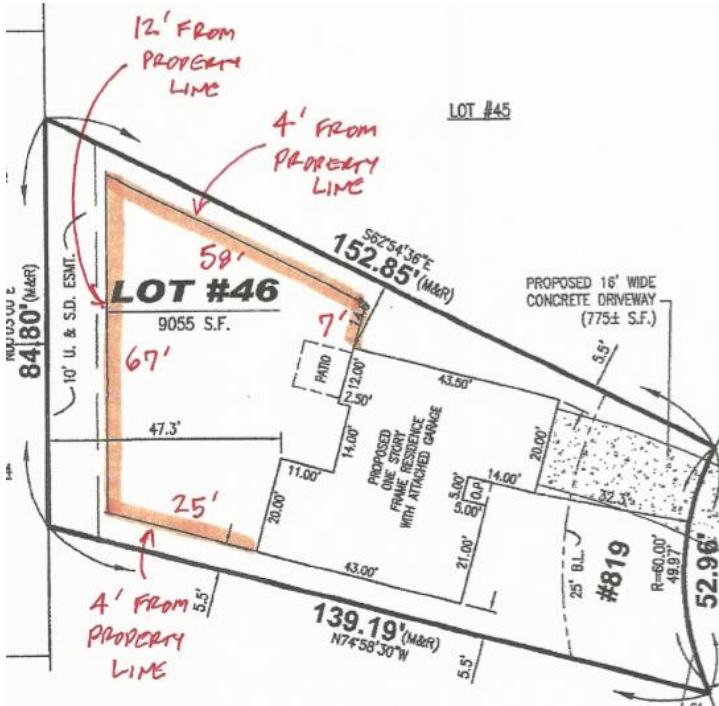 12' FROM
PROPERTY
LINE
4' FROM
PROPERTY
LINE
LOT #45
S62°54'36"E
152.85'(M&R)
58'
LOT #46
9055 S.F.
7'
67'
84.80'(M&R)
10' U. & S.D. ESMT.
PROPOSED 16' WIDE
CONCRETE DRIVEWAY
(775± S.F.)
5.5'
PATIO
12.00'
2.50'
43.50'
47.3'
14.00'
11.00'
20.00'
PROPOSED
ONE STORY
FRAME RESIDENCE
WITH ATTACHED GARAGE
20.00'
14.00'
5.00'
O.P.
5.00'
32.3'
25'
21.00'
43.00'
25' B.L.
#819
R=60.00'
49.97'
52.96'
4' FROM
PROPERTY
LINE
5.5'
139.19'(M&R)
N74°58'30"W
5.5'